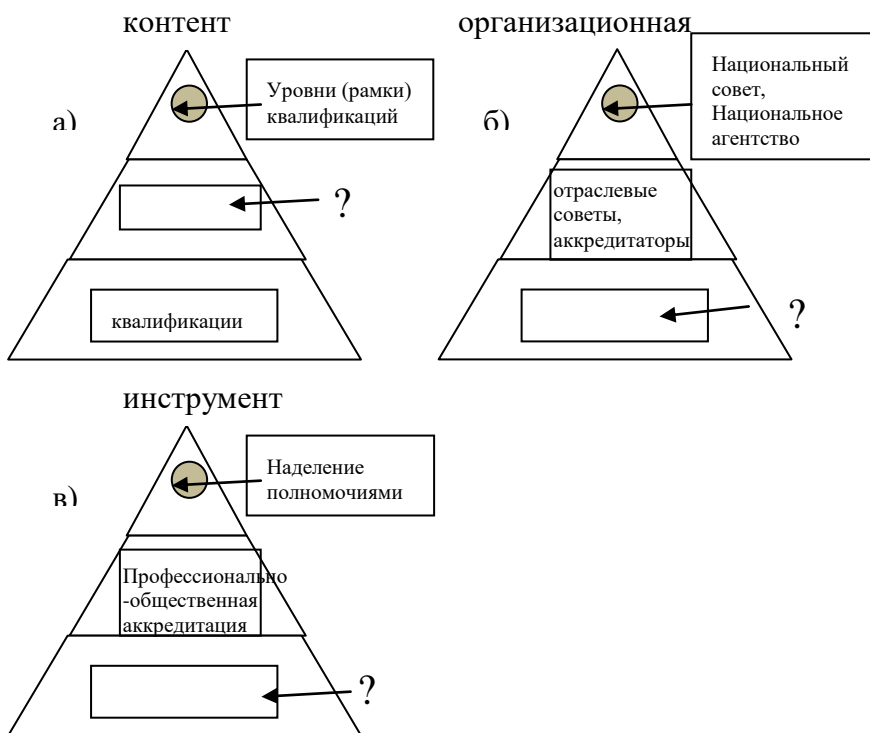 контент
организационная
а)
Уровни (рамки)
квалификаций
?
квалификации
б)
Национальный
совет,
Национальное
агентство
отраслевые
советы,
аккредитаторы
?
инструмент
в)
Наделение
полномочиями
Профессионально
-общественная
аккредитация
?